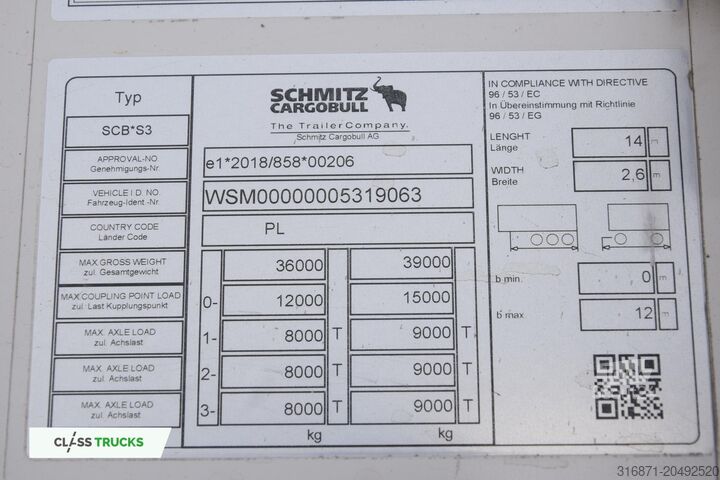 Typ
SCB*S3
APPROVAL-NO.
Genehmigungs-Nr.
VEHICLE I.D. NO.
Fahrzeug-Ident.-Nr.
COUNTRY CODE
Länder Code
MAX.GROSS WEIGHT
zul. Gesamtgewicht
MAX.COUPLING POINT LOAD
zul. Last Kupplungspunkt
MAX. AXLE LOAD
zul. Achslast
MAX. AXLE LOAD
zul. Achslast
MAX. AXLE LOAD
zul. Achslast
SCHMITZ
CARGOBULL
The Trailer Company.
Schmitz Cargobull AG
e1*2018/858*00206
WSM00000005319063
PL
36000 39000
0- 12000 15000
1- 8000 T 9000 T
2- 8000 T 9000 T
3- 8000 T 9000 T
kg kg
IN COMPLIANCE WITH DIRECTIVE
96 / 53 / EC
In Übereinstimmung mit Richtlinie
96 / 53 / EG
LENGHT
Länge
14 m
WIDTH
Breite
2,6 m
b min. 0 m
b max 12 m
CLASSTRUCKS
316871-20492520